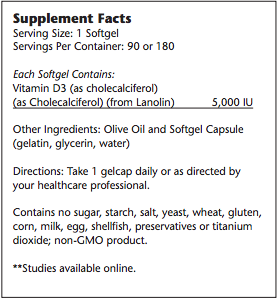 Supplement Facts
Serving Size: 1 Softgel
Servings Per Container: 90 or 180
Each Softgel Contains:
Vitamin D3 (as cholecalciferol)
(as Cholecalciferol) (from Lanolin) 5,000 IU
Other Ingredients: Olive Oil and Softgel Capsule
(gelatin, glycerin, water)
Directions: Take 1 gelcap daily or as directed by
your healthcare professional.
Contains no sugar, starch, salt, yeast, wheat, gluten,
corn, milk, egg, shellfish, preservatives or titanium
dioxide; non-GMO product.
**Studies available online.